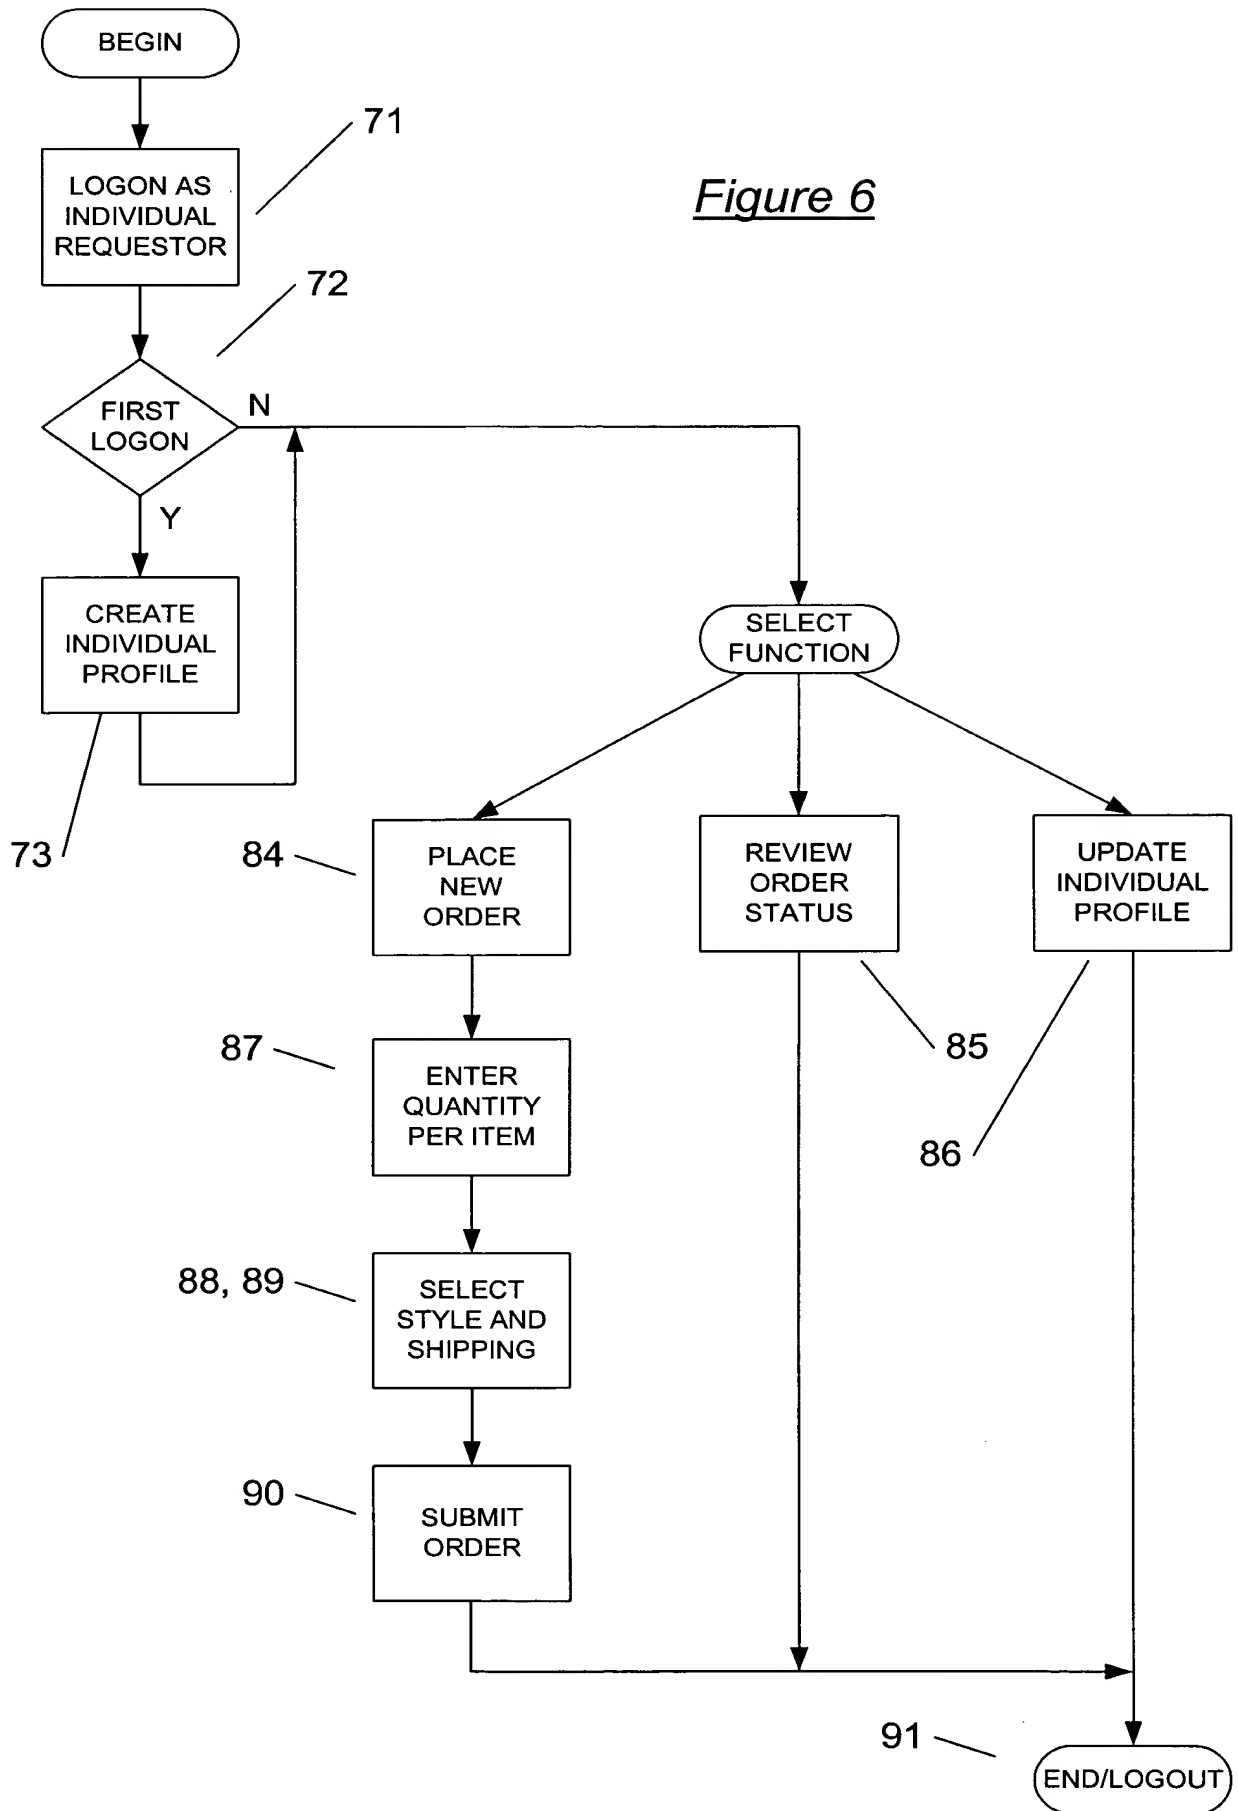 BEGIN
71
LOGON AS
INDIVIDUAL
REQUESTOR
Figure 6
72
FIRST
LOGON
N
Y
CREATE
INDIVIDUAL
PROFILE
73
SELECT
FUNCTION
84
PLACE
NEW
ORDER
REVIEW
ORDER
STATUS
UPDATE
INDIVIDUAL
PROFILE
85
86
87
ENTER
QUANTITY
PER ITEM
88, 89
SELECT
STYLE AND
SHIPPING
90
SUBMIT
ORDER
91
END/LOGOUT